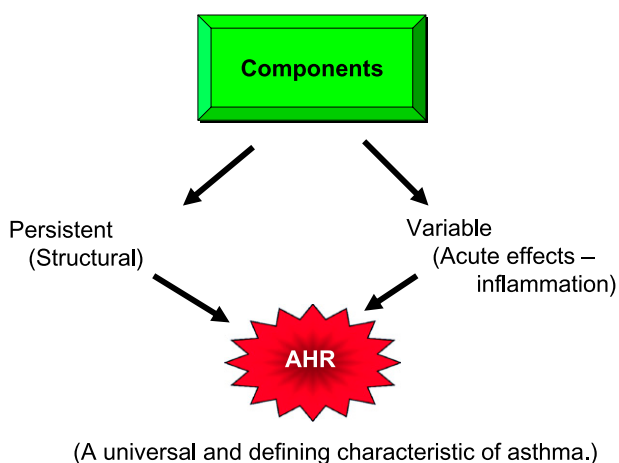 Components
Persistent
(Structural)
Variable
(Acute effects –
inflammation)
AHR
(A universal and defining characteristic of asthma.)